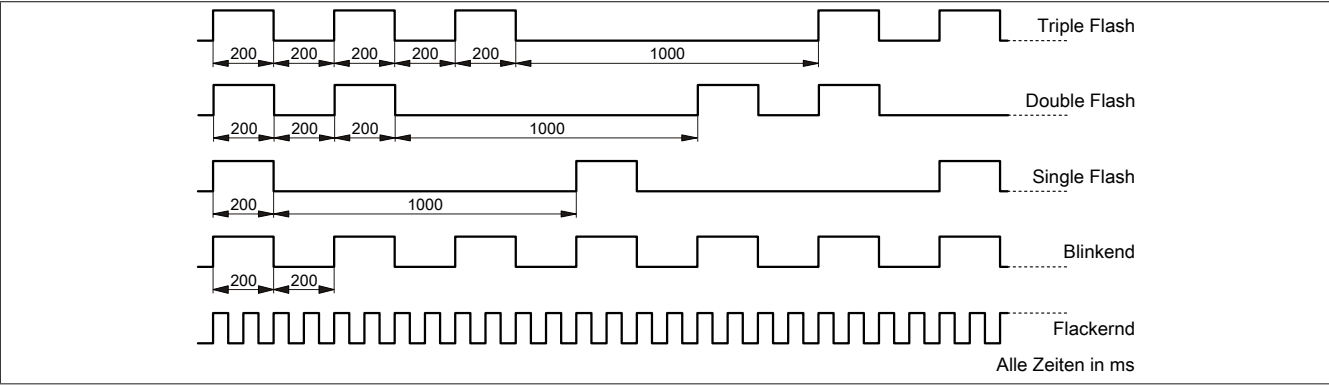 Triple Flash
200 200 200 200 200 1000
Double Flash
200 200 200 1000
Single Flash
200 1000
Blinkend
200 200
Flackernd
Alle Zeiten in ms